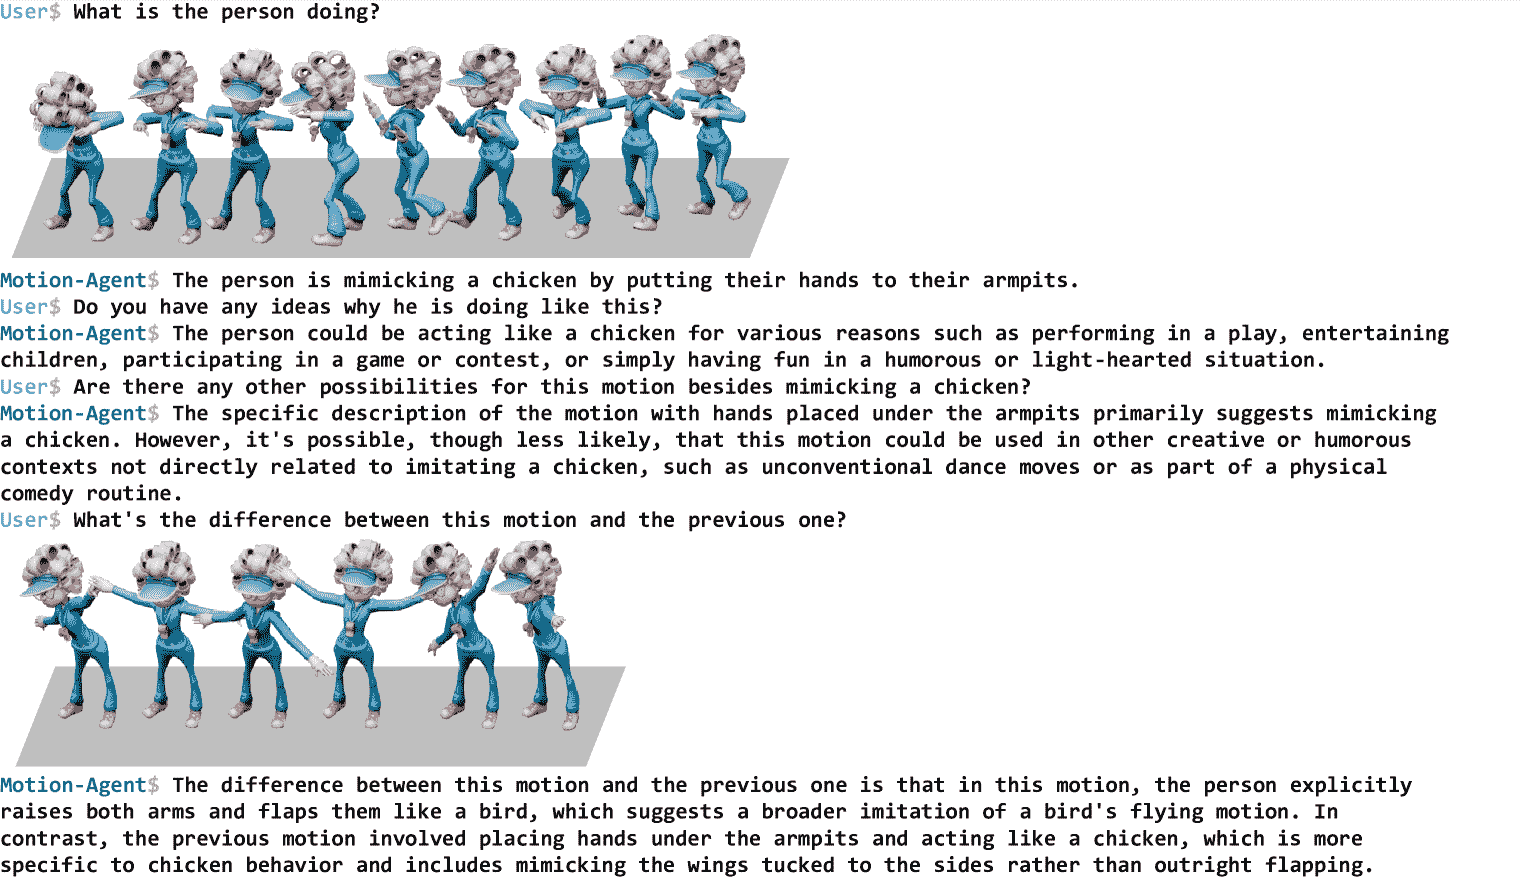 User$ What is the person doing?
Motion-Agent$ The person is mimicking a chicken by putting their hands to their armpits.
User$ Do you have any ideas why he is doing like this?
Motion-Agent$ The person could be acting like a chicken for various reasons such as performing in a play, entertaining
children, participating in a game or contest, or simply having fun in a humorous or light-hearted situation.
User$ Are there any other possibilities for this motion besides mimicking a chicken?
Motion-Agent$ The specific description of the motion with hands placed under the armpits primarily suggests mimicking
a chicken. However, it's possible, though less likely, that this motion could be used in other creative or humorous
contexts not directly related to imitating a chicken, such as unconventional dance moves or as part of a physical
comedy routine.
User$ What's the difference between this motion and the previous one?
Motion-Agent$ The difference between this motion and the previous one is that in this motion, the person explicitly
raises both arms and flaps them like a bird, which suggests a broader imitation of a bird's flying motion. In
contrast, the previous motion involved placing hands under the armpits and acting like a chicken, which is more
specific to chicken behavior and includes mimicking the wings tucked to the sides rather than outright flapping.